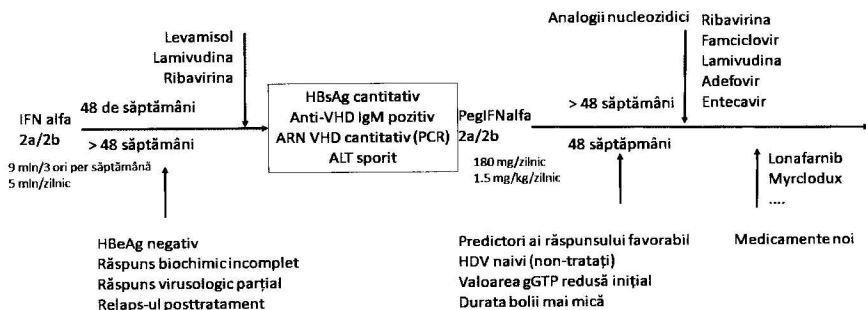 Levamisol
Lamivudina
Ribavirina
IFN alfa
2a/2b
48 de săptămâni
> 48 săptămâni
9 mln/3 ori per săptămână
5 mln/zilnic
HBeAg negativ
Răspuns biochimic incomplet
Răspuns virusologic parțial
Relaps-ul posttratament
HBsAg cantitativ
Anti-VHD IgM pozitiv
ARN VHD cantitativ (PCR)
ALT sporit
PegIFNalfa
2a/2b
180 mg/zilnic
1.5 mg/kg/zilnic
Analogii nucleozidici
Ribavirina
Famciclovir
Lamivudina
Adefovir
Entecavir
> 48 săptămâni
48 săptăpmâni
Predictori ai răspunsului favorabil
HDV naivi (non-tratați)
Valoarea gGTP redusă inițial
Durata bolii mai mică
Lonafarnib
Myrclodux
....
Medicamente noi